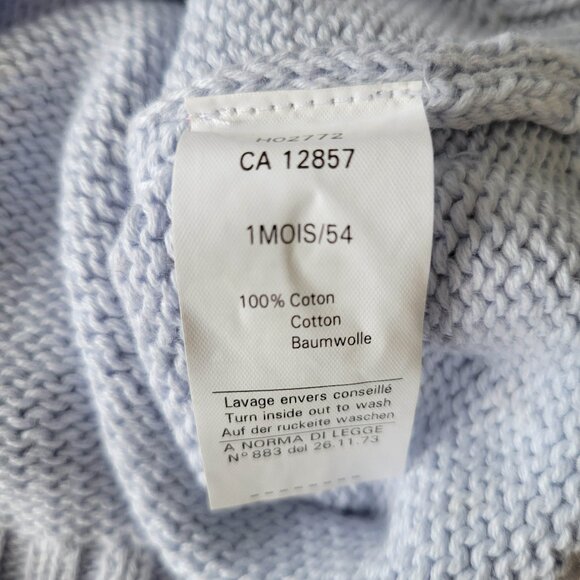 H02772
CA 12857
1MOIS/54
100% Coton
Cotton
Baumwolle
Lavage envers conseillé
Turn inside out to wash
Auf der ruckeite waschen
A NORMA DI LEGGE
Nº 883 del 26.11.73